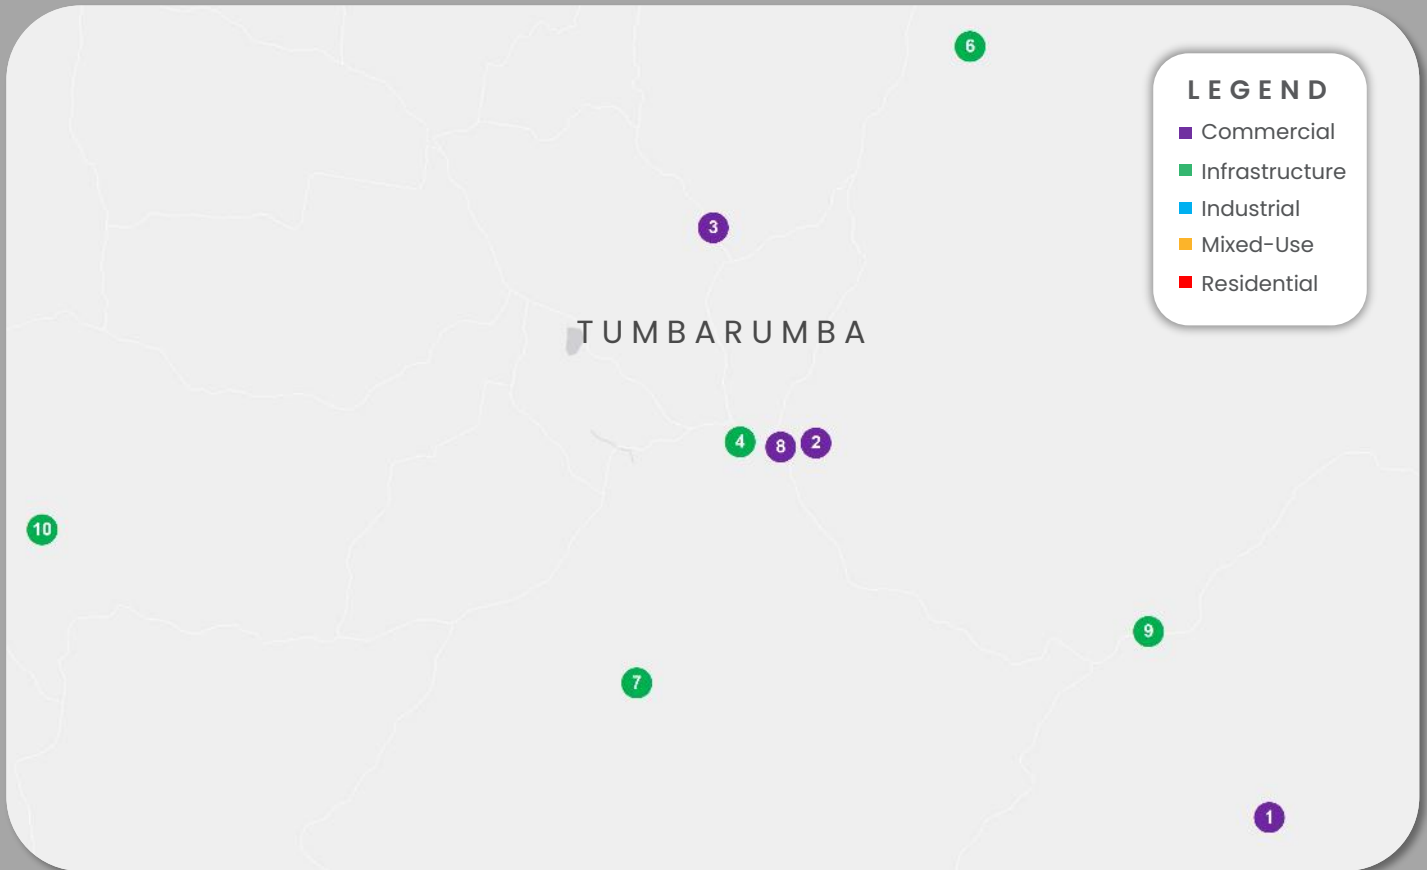 6
LEGEND
Commercial
Infrastructure
Industrial
Mixed-Use
Residential
3
TUMBARUMBA
4
8
2
10
9
7
1